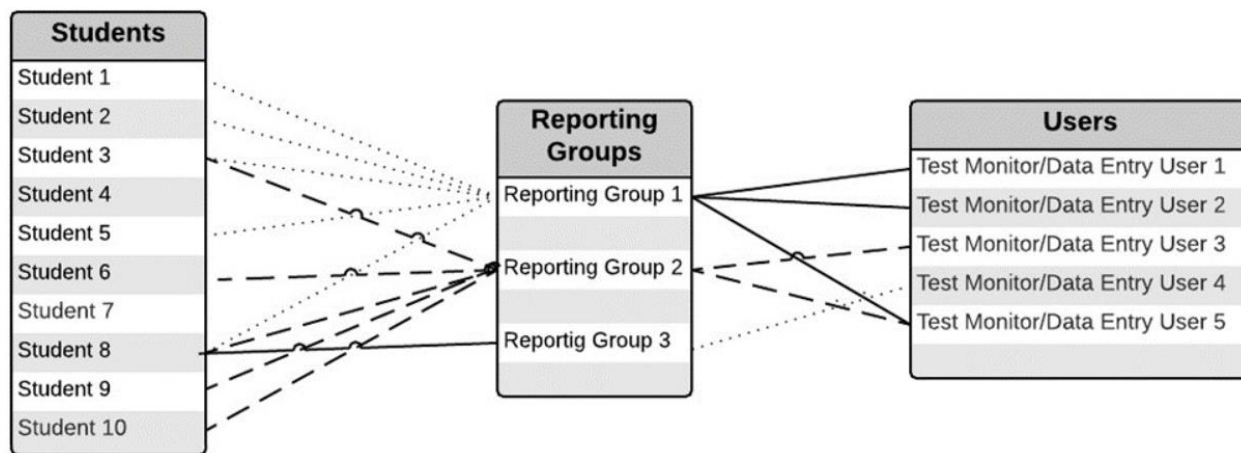 Students
Student 1
Student 2
Student 3
Student 4
Student 5
Student 6
Student 7
Student 8
Student 9
Student 10
Reporting
Groups
Reporting Group 1
Reporting Group 2
Reportig Group 3
Users
Test Monitor/Data Entry User 1
Test Monitor/Data Entry User 2
Test Monitor/Data Entry User 3
Test Monitor/Data Entry User 4
Test Monitor/Data Entry User 5